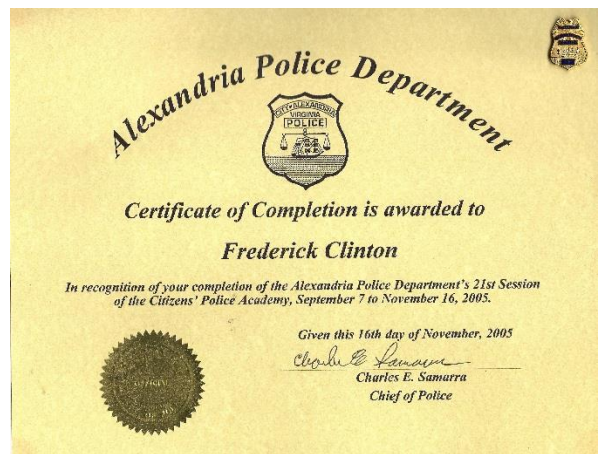 Alexandria Police Department
CITY OF ALEXANDRIA
VIRGINIA
POLICE
Certificate of Completion is awarded to
Frederick Clinton
In recognition of your completion of the Alexandria Police Department's 21st Session
of the Citizens' Police Academy, September 7 to November 16, 2005.
Given this 16th day of November, 2005
Charles E Samarra
Charles E. Samarra
Chief of Police